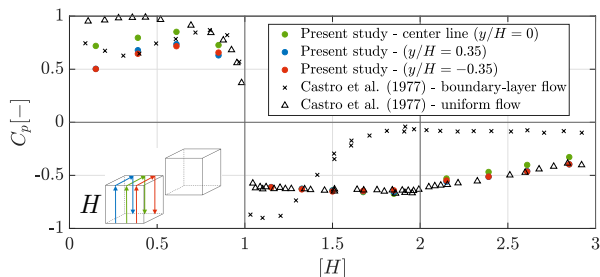 1
0.5
0
-0.5
-1
C_p[−]
Present study - center line (y/H = 0)
Present study - (y/H = 0.35)
Present study - (y/H = −0.35)
Castro et al. (1977) - boundary-layer flow
Castro et al. (1977) - uniform flow
H
0 0.5 1 1.5 2 2.5 3
[H]